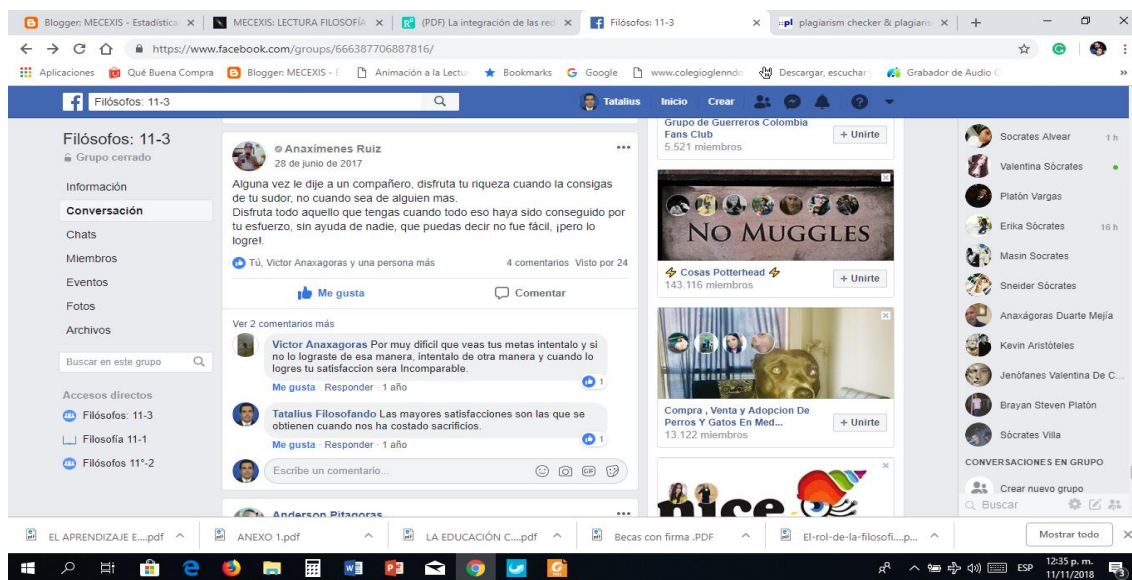 Blogger: MECEXIS - Estadística
MECEXIS: LECTURA FILOSOFÍA
(PDF) La integración de las red
Filósofos: 11-3
plagiarism checker & plagiaris
https://www.facebook.com/groups/666387706887816/
Aplicaciones
Qué Buena Compra
Blogger: MECEXIS - E
Animación a la Lectu
Bookmarks
Google
www.colegioglenndo
Descargar, escuchar
Grabador de Audio
Filósofos: 11-3
Tatalius
Inicio
Crear
Filósofos: 11-3
Grupo cerrado
Información
Conversación
Chats
Miembros
Eventos
Fotos
Archivos
Buscar en este grupo
Accesos directos
Filósofos: 11-3
Filosofía 11-1
Filósofos 11°-2
Anaxímenes Ruiz
28 de junio de 2017
Alguna vez le dije a un compañero, disfruta tu riqueza cuando la consigas
de tu sudor, no cuando sea de alguien mas.
Disfruta todo aquello que tengas cuando todo eso haya sido conseguido por
tu esfuerzo, sin ayuda de nadie, que puedas decir no fue fácil, ¡pero lo
logre!.
Tú, Victor Anaxagoras y una persona más
4 comentarios Visto por 24
Me gusta
Comentar
Ver 2 comentarios más
Victor Anaxagoras Por muy dificil que veas tus metas intentalo y si
no lo lograste de esa manera, intentalo de otra manera y cuando lo
logres tu satisfaccion sera Incomparable.
1
Me gusta · Responder · 1 año
Tatalius Filosofando Las mayores satisfacciones son las que se
obtienen cuando nos ha costado sacrificios.
1
Me gusta · Responder · 1 año
Escribe un comentario...
GIF
Anderson Pitagoras
Grupo de Guerreros Colombia
Fans Club
5.521 miembros
+ Unirte
NO MUGGLES
Cosas Potterhead
143.116 miembros
+ Unirte
Compra , Venta y Adopcion De
Perros Y Gatos En Med...
13.122 miembros
+ Unirte
nice
Socrates Alvear
1 h
Valentina Sócrates
Platón Vargas
Erika Sócrates
16 h
Masin Socrates
Sneider Sócrates
Anaxágoras Duarte Mejía
Kevin Aristóteles
Jenófanes Valentina De C...
Brayan Steven Platón
Sócrates Villa
CONVERSACIONES EN GRUPO
Crear nuevo grupo
Buscar
EL APRENDIZAJE E....pdf
ANEXO 1.pdf
LA EDUCACIÓN C....pdf
Becas con firma .PDF
El-rol-de-la-filosofi....p...
Mostrar todo
ESP
12:35 p. m.
11/11/2018
3